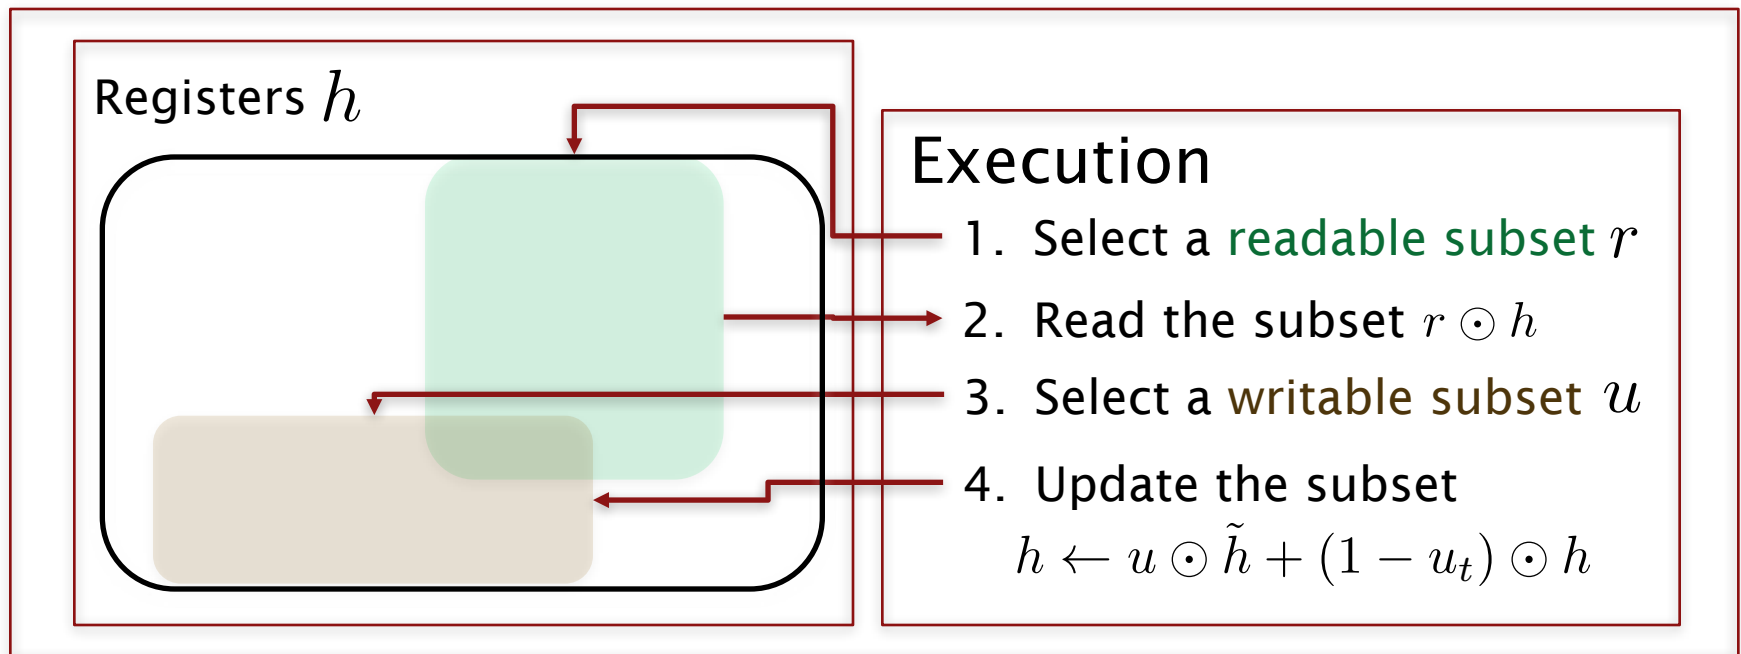 Registers h
Execution
1. Select a readable subset r
2. Read the subset r ⊙ h
3. Select a writable subset u
4. Update the subset
h ← u ⊙ h̃ + (1 − uₜ) ⊙ h